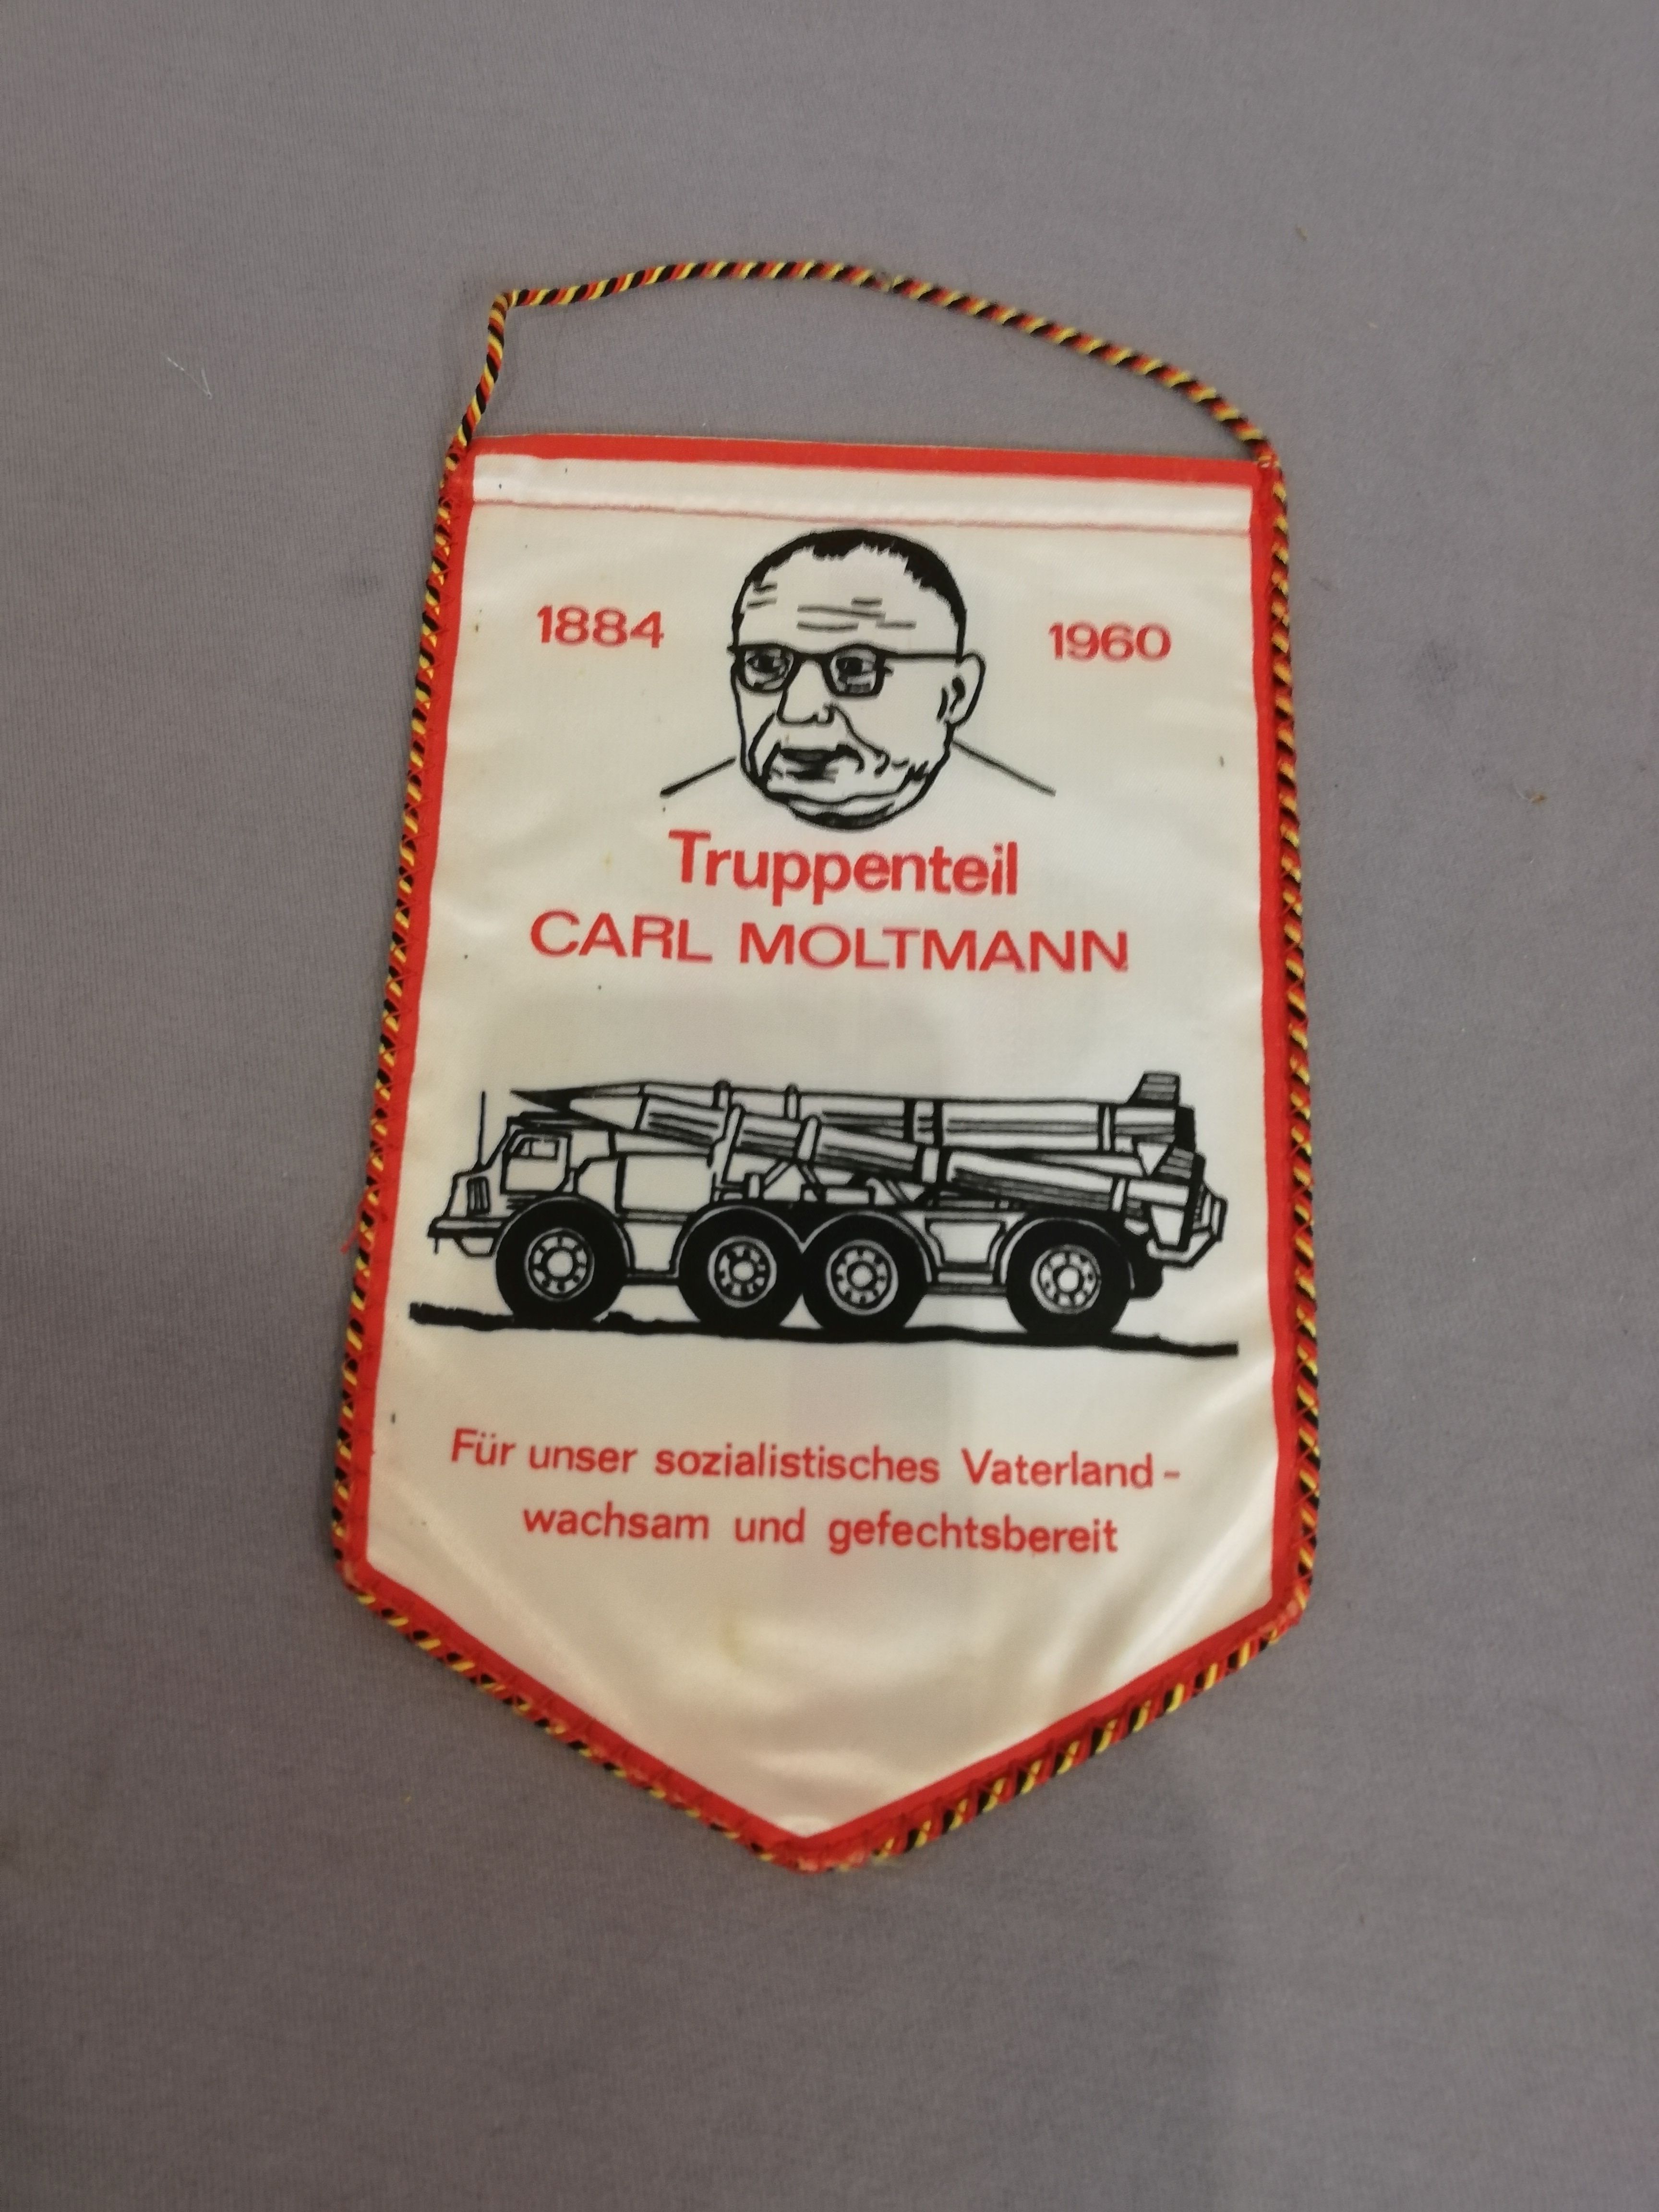 1884 1960
Truppenteil
CARL MOLTMANN
Für unser sozialistisches Vaterland -
wachsam und gefechtsbereit